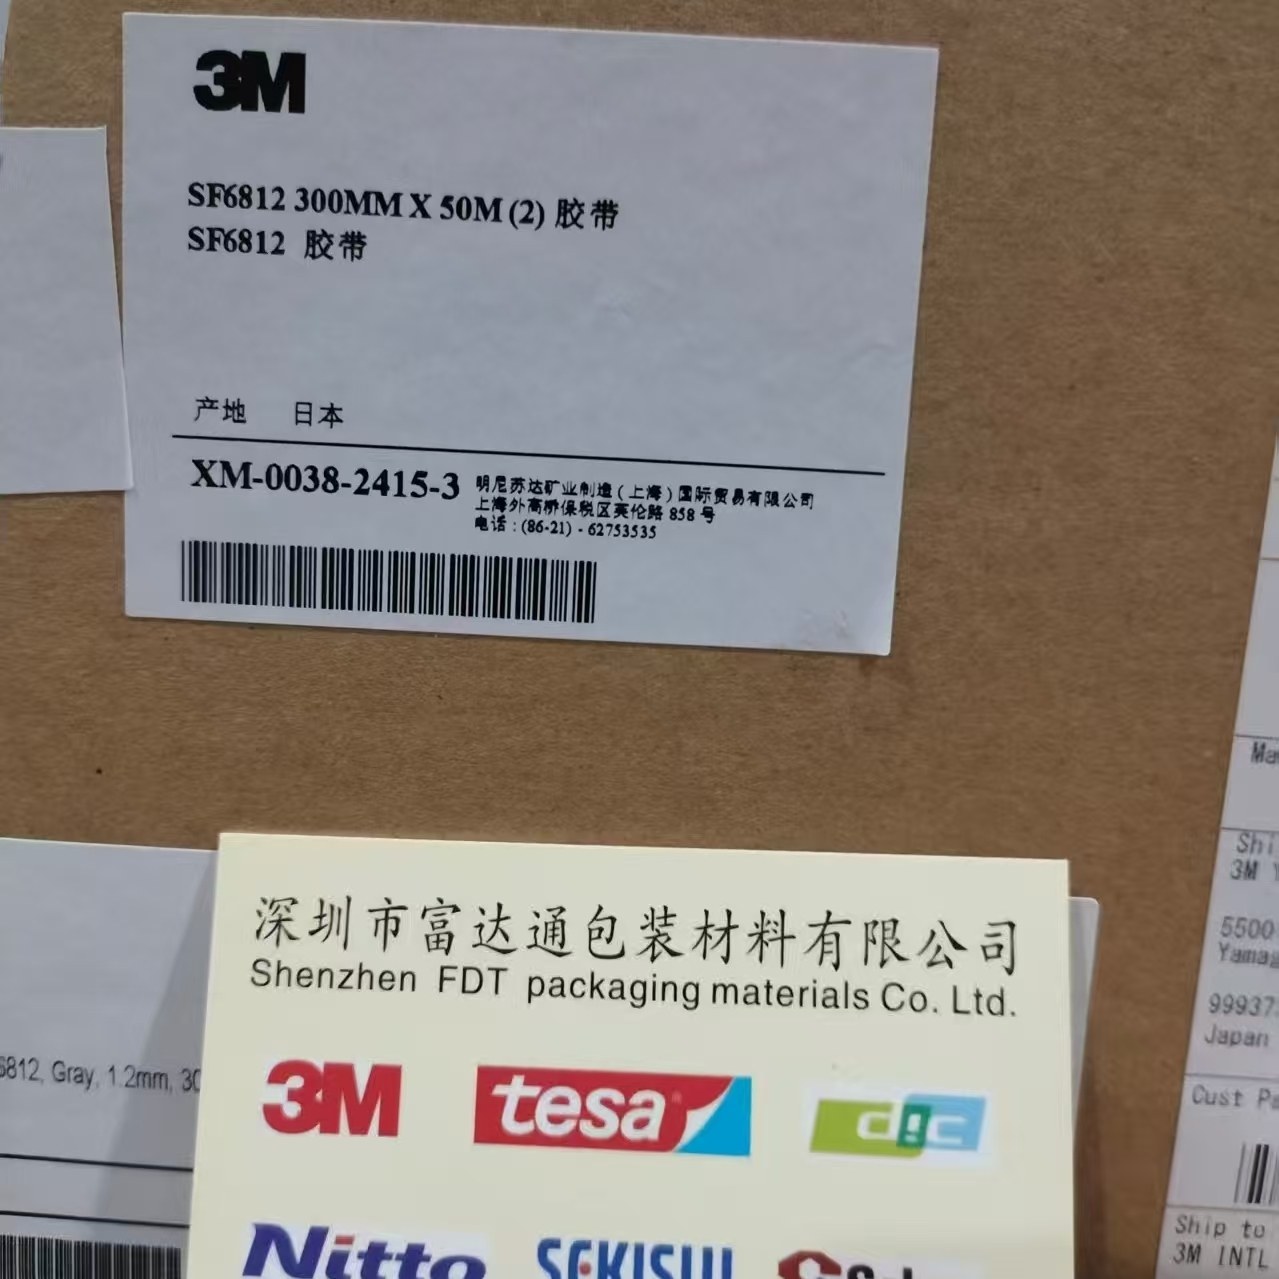 3M
SF6812 300MM X 50M (2) 胶带
SF6812 胶带
产地 日本
XM-0038-2415-3
明尼苏达矿业制造（上海）国际贸易有限公司
上海外高桥保税区英伦路 858 号
电话 : (86-21) - 62753535
深圳市富达通包装材料有限公司
Shenzhen FDT packaging materials Co. Ltd.
3M
tesa
dic
Nitto
SEKISUI
6812, Gray, 1.2mm, 30
Shi
3M Y
5500
Yamag
99937
Japan
Cust Pa
Ship to
3M INTL